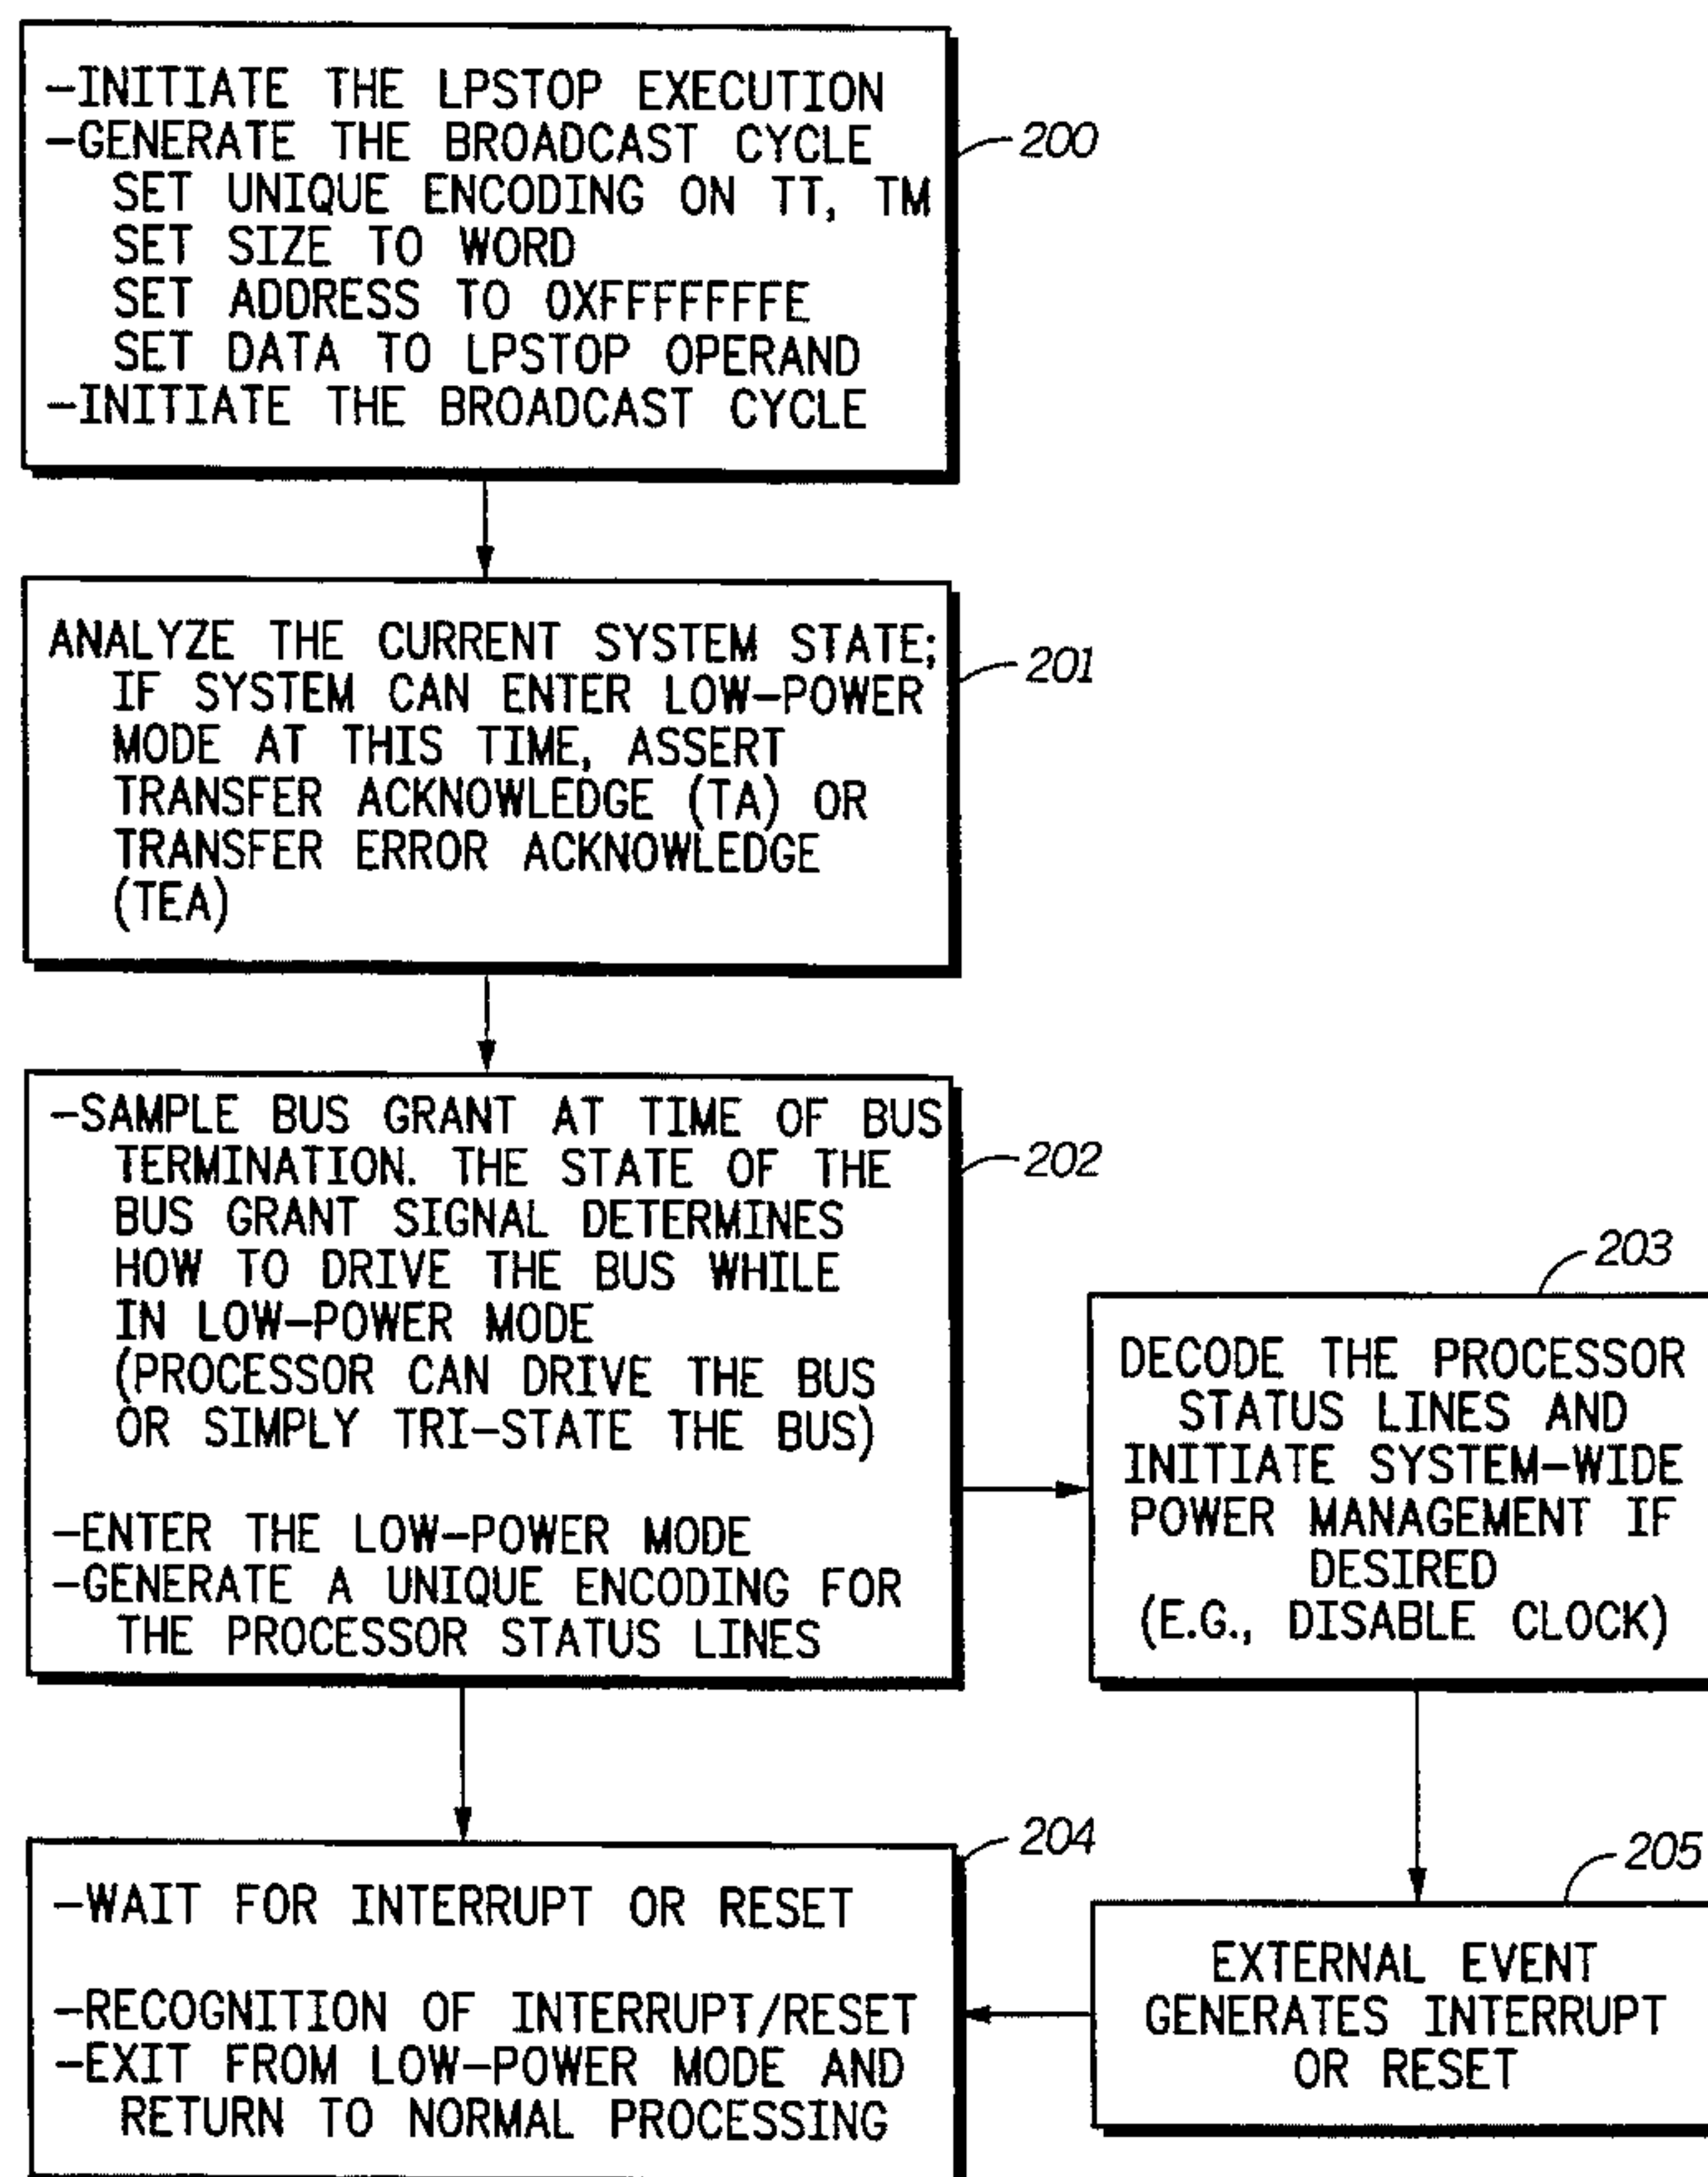 -INITIATE THE LPSTOP EXECUTION
-GENERATE THE BROADCAST CYCLE
SET UNIQUE ENCODING ON TT, TM
SET SIZE TO WORD
SET ADDRESS TO 0XFFFFFFFE
SET DATA TO LPSTOP OPERAND
-INITIATE THE BROADCAST CYCLE
200
ANALYZE THE CURRENT SYSTEM STATE;
IF SYSTEM CAN ENTER LOW-POWER
MODE AT THIS TIME, ASSERT
TRANSFER ACKNOWLEDGE (TA) OR
TRANSFER ERROR ACKNOWLEDGE
(TEA)
201
-SAMPLE BUS GRANT AT TIME OF BUS
TERMINATION. THE STATE OF THE
BUS GRANT SIGNAL DETERMINES
HOW TO DRIVE THE BUS WHILE
IN LOW-POWER MODE
(PROCESSOR CAN DRIVE THE BUS
OR SIMPLY TRI-STATE THE BUS)
-ENTER THE LOW-POWER MODE
-GENERATE A UNIQUE ENCODING FOR
THE PROCESSOR STATUS LINES
202
203
DECODE THE PROCESSOR
STATUS LINES AND
INITIATE SYSTEM-WIDE
POWER MANAGEMENT IF
DESIRED
(E.G., DISABLE CLOCK)
204
-WAIT FOR INTERRUPT OR RESET
-RECOGNITION OF INTERRUPT/RESET
-EXIT FROM LOW-POWER MODE AND
RETURN TO NORMAL PROCESSING
205
EXTERNAL EVENT
GENERATES INTERRUPT
OR RESET